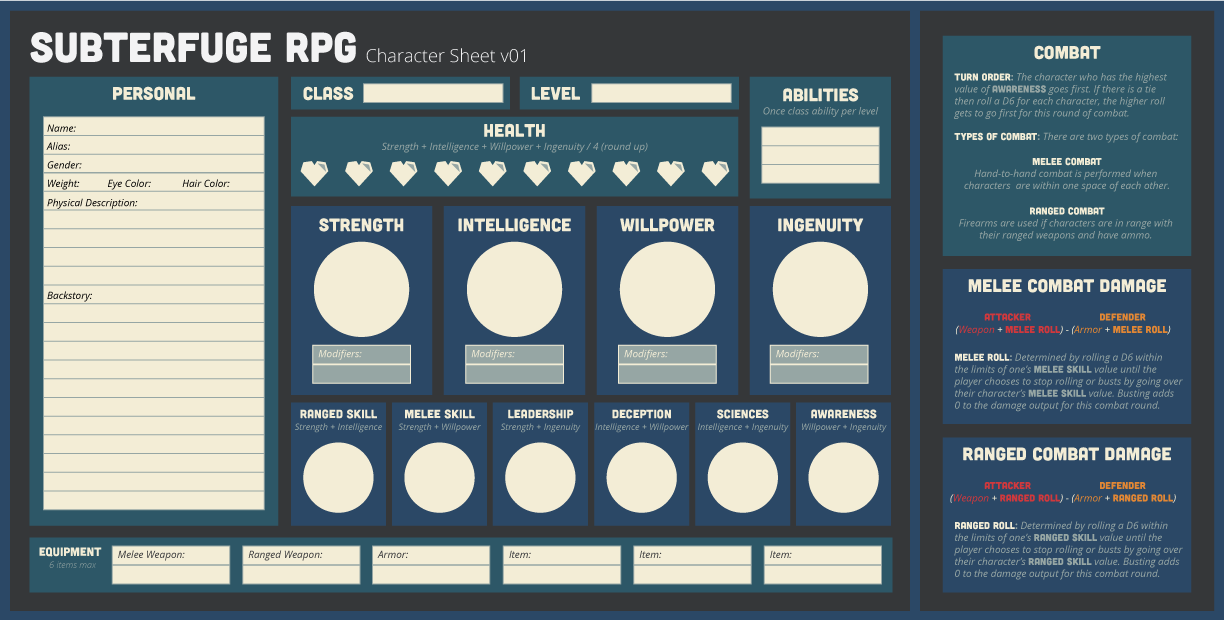 SUBTERFUGE RPG Character Sheet v01
PERSONAL
Name:
Alias:
Gender:
Weight: Eye Color: Hair Color:
Physical Description:
Backstory:
CLASS
LEVEL
ABILITIES
Once class ability per level
HEALTH
Strength + Intelligence + Willpower + Ingenuity / 4 (round up)
STRENGTH
Modifiers:
INTELLIGENCE
Modifiers:
WILLPOWER
Modifiers:
INGENUITY
Modifiers:
RANGED SKILL
Strength + Intelligence
MELEE SKILL
Strength + Willpower
LEADERSHIP
Strength + Ingenuity
DECEPTION
Intelligence + Willpower
SCIENCES
Intelligence + Ingenuity
AWARENESS
Willpower + Ingenuity
EQUIPMENT
6 items max
Melee Weapon:
Ranged Weapon:
Armor:
Item:
Item:
Item:
COMBAT
TURN ORDER: The character who has the highest
value of AWARENESS goes first. If there is a tie
then roll a D6 for each character, the higher roll
gets to go first for this round of combat.
TYPES OF COMBAT: There are two types of combat:
MELEE COMBAT
Hand-to-hand combat is performed when
characters are within one space of each other.
RANGED COMBAT
Firearms are used if characters are in range with
their ranged weapons and have ammo.
MELEE COMBAT DAMAGE
ATTACKER DEFENDER
(Weapon + MELEE ROLL) - (Armor + MELEE ROLL)
MELEE ROLL: Determined by rolling a D6 within
the limits of one's MELEE SKILL value until the
player chooses to stop rolling or busts by going over
their character's MELEE SKILL value. Busting adds
0 to the damage output for this combat round.
RANGED COMBAT DAMAGE
ATTACKER DEFENDER
(Weapon + RANGED ROLL) - (Armor + RANGED ROLL)
RANGED ROLL: Determined by rolling a D6 within
the limits of one's RANGED SKILL value until the
player chooses to stop rolling or busts by going over
their character's RANGED SKILL value. Busting adds
0 to the damage output for this combat round.